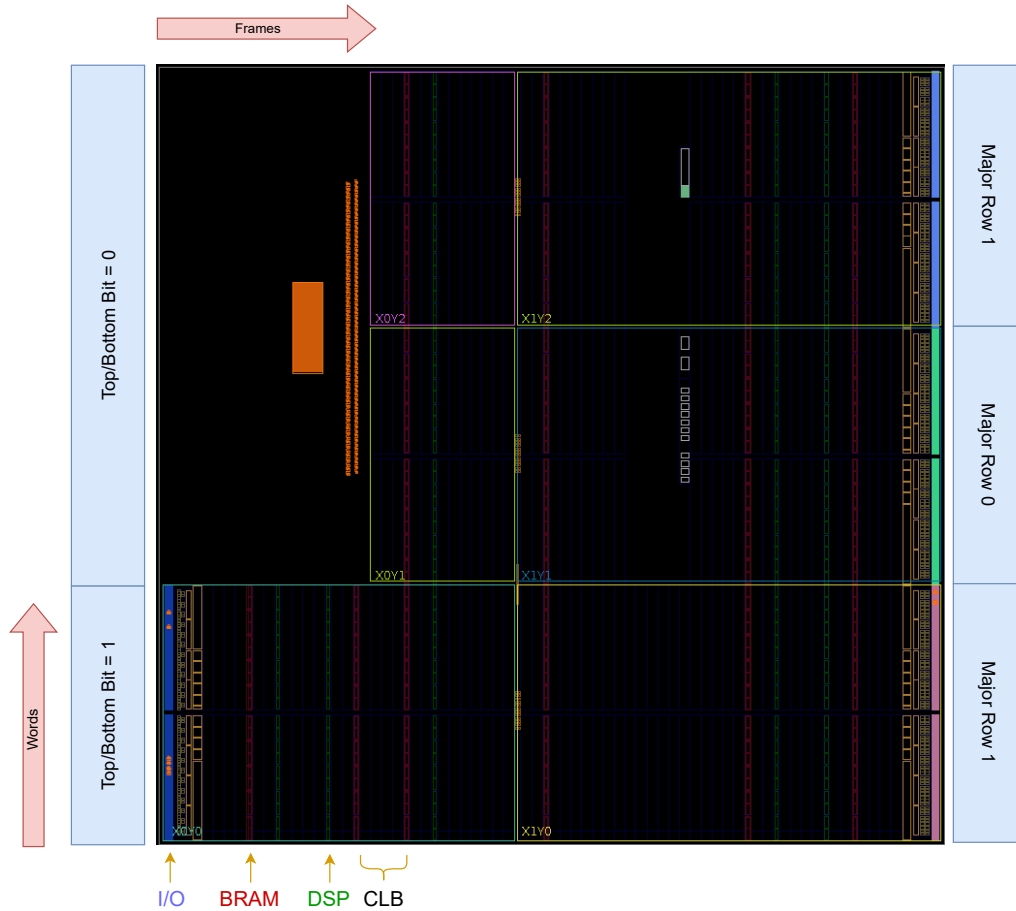 Frames
Top/Bottom Bit = 0
Major Row 1
X0Y2
X1Y2
Major Row 0
X0Y1
X1Y1
Words
Top/Bottom Bit = 1
Major Row 1
X0Y0
X1Y0
I/O
BRAM
DSP
CLB